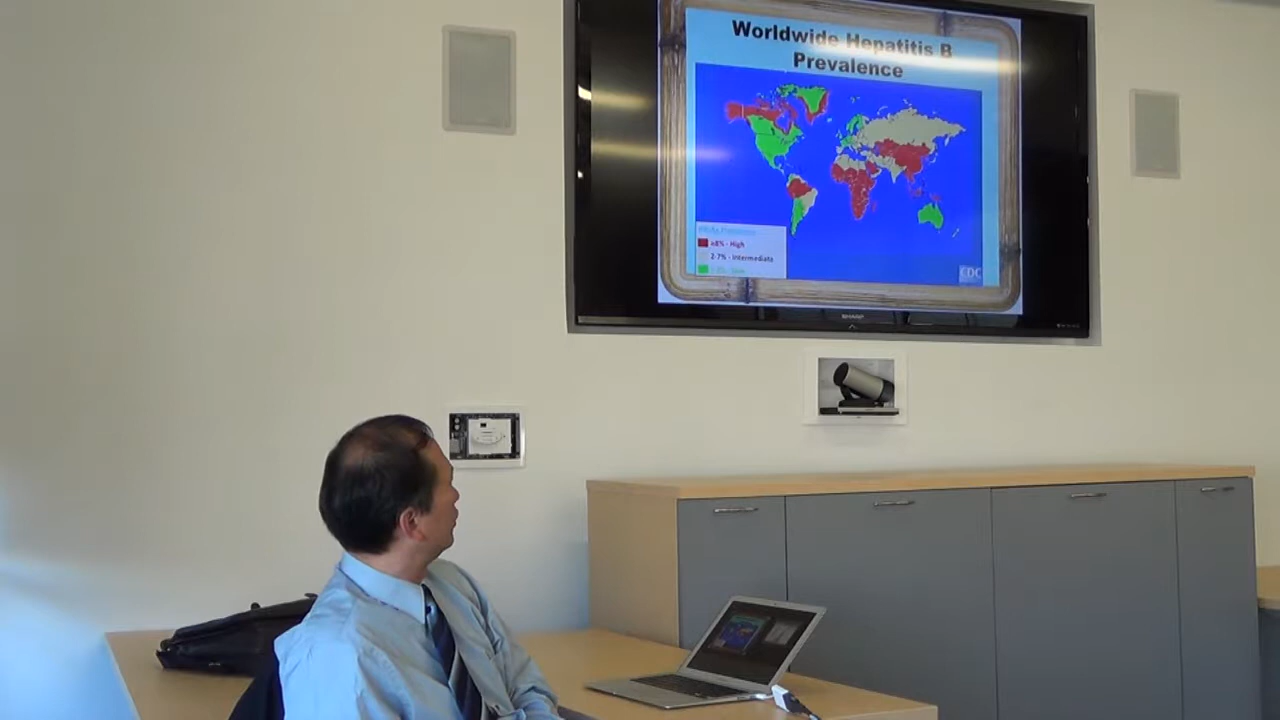 Worldwide Hepatitis B
Prevalence
≥8% - High
2-7% - Intermediate
CDC
SHARP